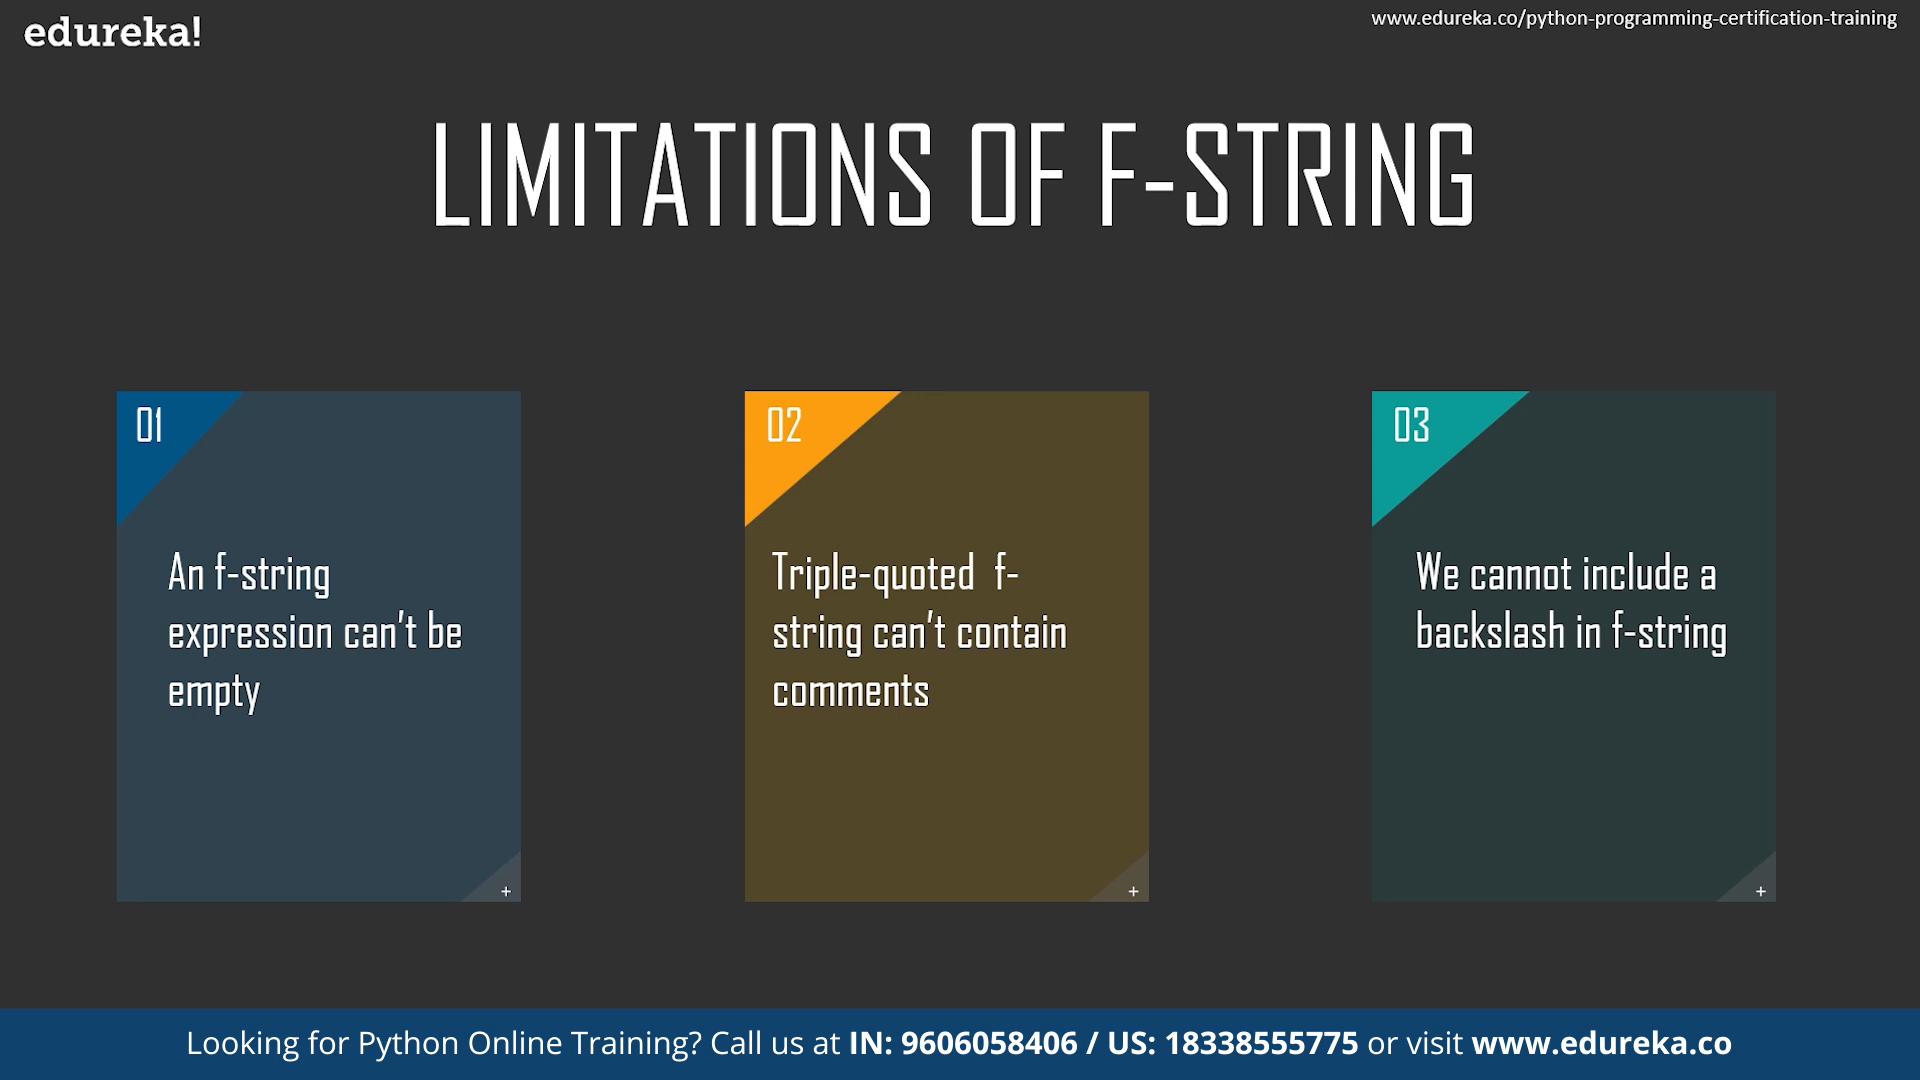 edureka!
www.edureka.co/python-programming-certification-training
LIMITATIONS OF F-STRING
01
An f-string
expression can't be
empty
+
02
Triple-quoted f-
string can't contain
comments
+
03
We cannot include a
backslash in f-string
+
Looking for Python Online Training? Call us at IN: 9606058406 / US: 18338555775 or visit www.edureka.co